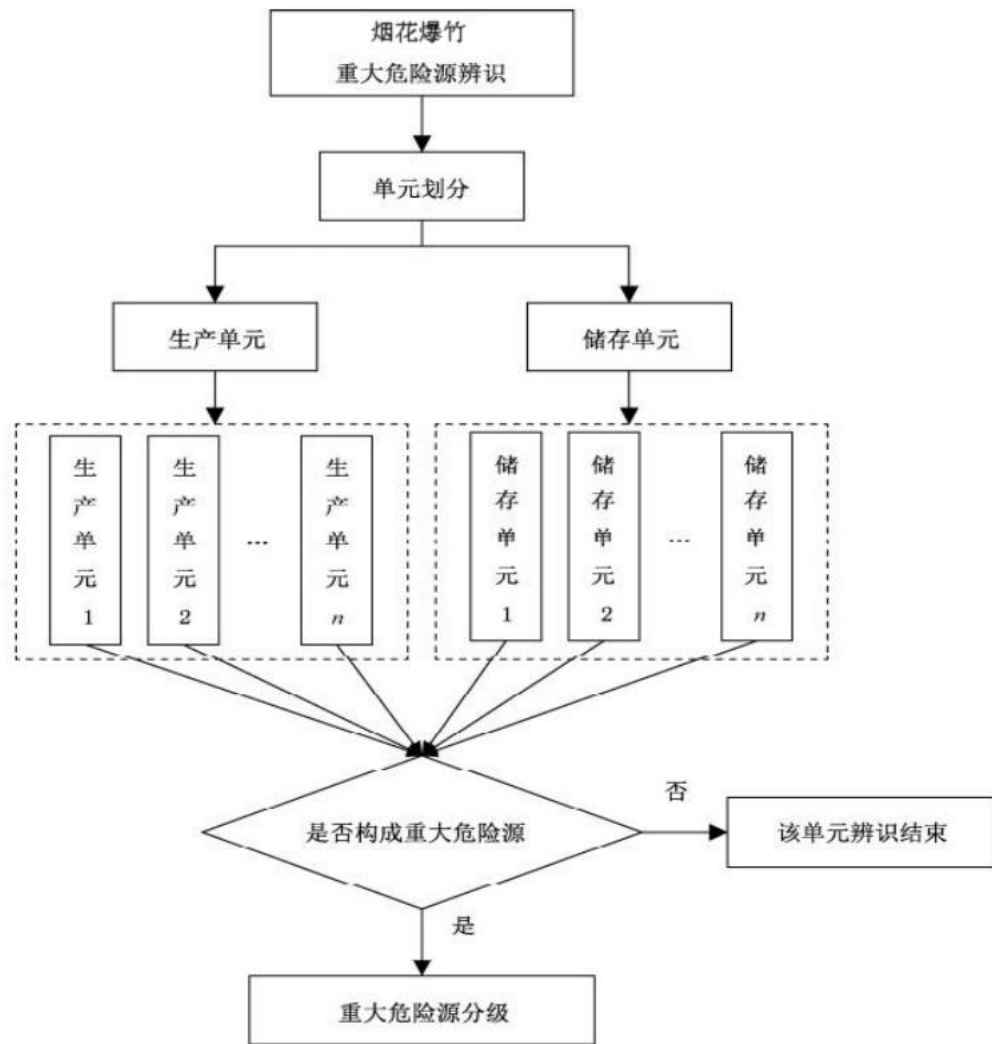 烟花爆竹
重大危险源辨识
单元划分
生产单元
储存单元
生产单元1
生产单元2
…
生产单元n
储存单元1
储存单元2
…
储存单元n
是否构成重大危险源
否
该单元辨识结束
是
重大危险源分级